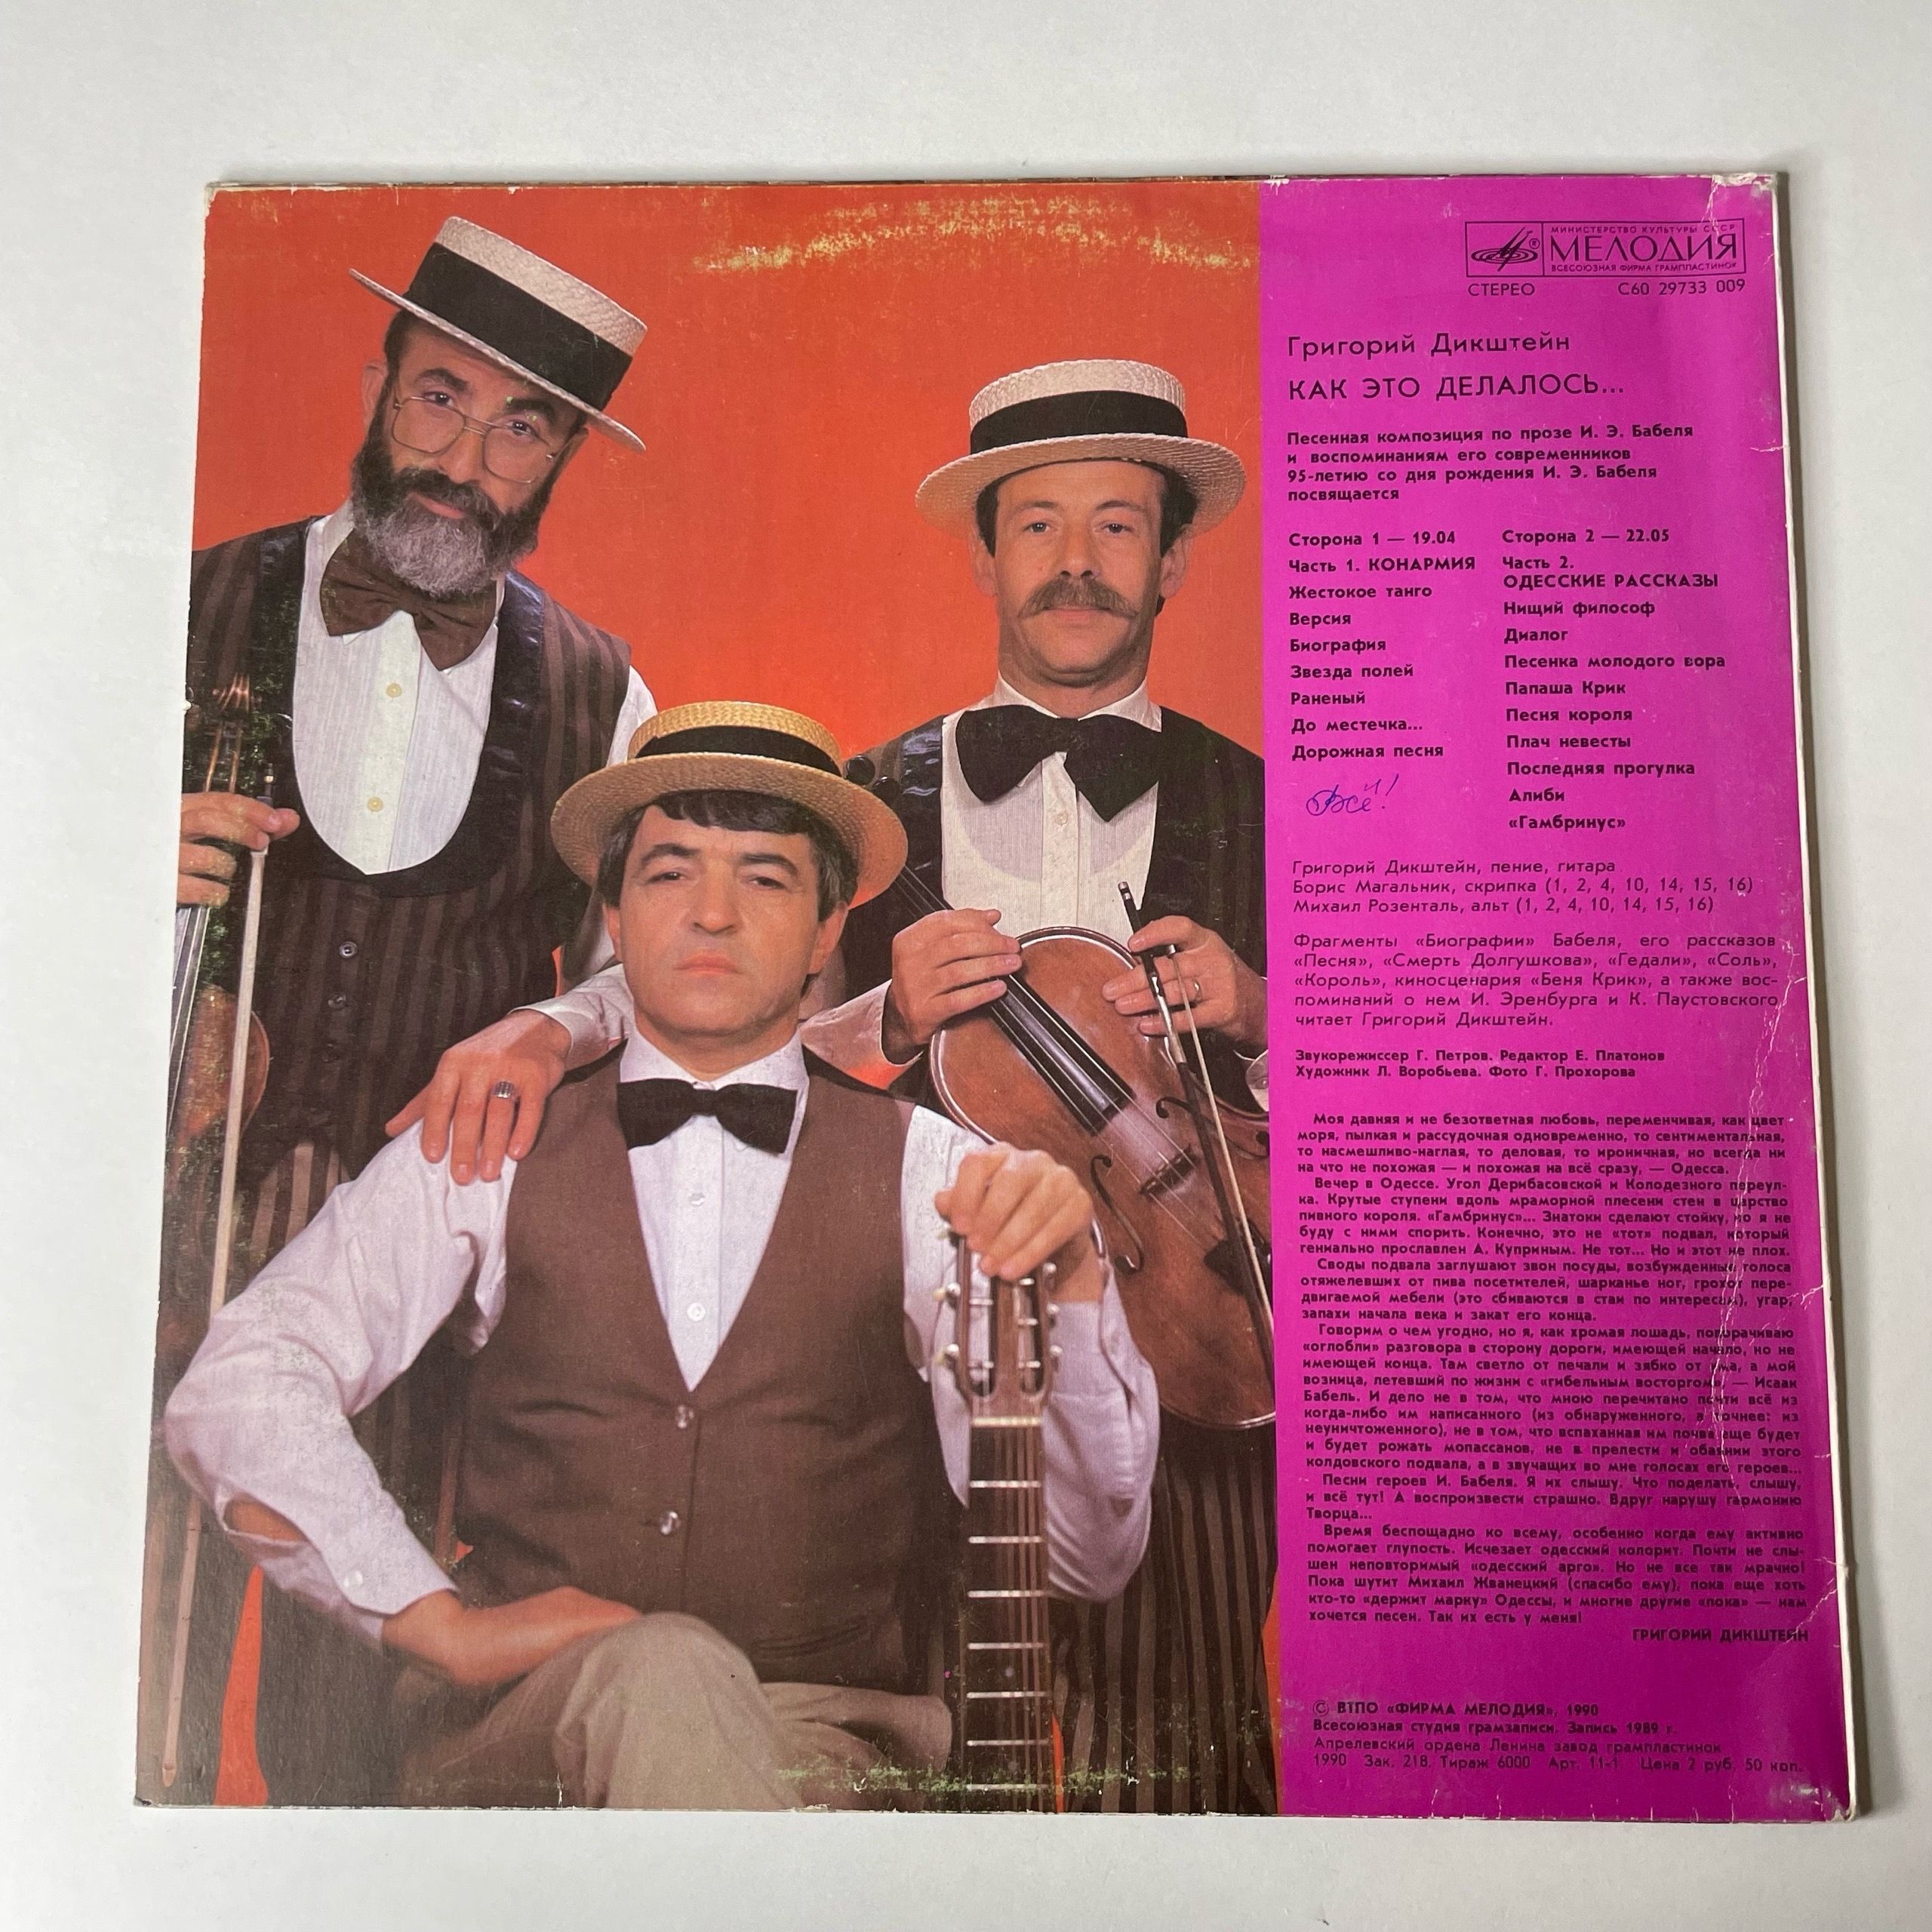 МИНИСТЕРСТВО КУЛЬТУРЫ СССР
МЕЛОДИЯ
ВСЕСОЮЗНАЯ ФИРМА ГРАМПЛАСТИНОК
СТЕРЕО С60 29733 009
Григорий Дикштейн
КАК ЭТО ДЕЛАЛОСЬ...
Песенная композиция по прозе И. Э. Бабеля
и воспоминаниям его современников
95-летию со дня рождения И. Э. Бабеля
посвящается
Сторона 1 — 19.04
Часть 1. КОНАРМИЯ
Жестокое танго
Версия
Биография
Звезда полей
Раненый
До местечка...
Дорожная песня
Всё!
Сторона 2 — 22.05
Часть 2.
ОДЕССКИЕ РАССКАЗЫ
Нищий философ
Диалог
Песенка молодого вора
Папаша Крик
Песня короля
Плач невесты
Последняя прогулка
Алиби
«Гамбринус»
Григорий Дикштейн, пение, гитара
Борис Магальник, скрипка (1, 2, 4, 10, 14, 15, 16)
Михаил Розенталь, альт (1, 2, 4, 10, 14, 15, 16)
Фрагменты «Биографии» Бабеля, его рассказов
«Песня», «Смерть Долгушкова», «Гедали», «Соль»,
«Король», киносценария «Беня Крик», а также вос-
поминаний о нем И. Эренбурга и К. Паустовского
читает Григорий Дикштейн.
Звукорежиссер Г. Петров. Редактор Е. Платонов
Художник Л. Воробьева. Фото Г. Прохорова
Моя давняя и не безответная любовь, переменчивая, как цвет
моря, пылкая и рассудочная одновременно, то сентиментальная,
то насмешливо-наглая, то деловая, то ироничная, но всегда ни
на что не похожая — и похожая на всё сразу, — Одесса.
Вечер в Одессе. Угол Дерибасовской и Колодезного переул-
ка. Крутые ступени вдоль мраморной плесени стен в царство
пивного короля. «Гамбринус»... Знатоки сделают стойку, но я не
буду с ними спорить. Конечно, это не «тот» подвал, который
гениально прославлен А. Куприным. Не тот... Но и этот не плох.
Своды подвала заглушают звон посуды, возбужденные голоса
отяжелевших от пива посетителей, шарканье ног, грохот пере-
двигаемой мебели (это сбиваются в стаи по интересам), угар,
запахи начала века и закат его конца.
Говорим о чем угодно, но я, как хромая лошадь, поворачиваю
«оглобли» разговора в сторону дороги, имеющей начало, но не
имеющей конца. Там светло от печали и зябко от ума, а мой
возница, летевший по жизни с «гибельным восторгом», — Исаак
Бабель. И дело не в том, что мною перечитано почти всё из
когда-либо им написанного (из обнаруженного, а точнее: из
неуничтоженного), не в том, что вспаханная им почва еще будет
и будет рожать мопассанов, не в прелести и обаянии этого
колдовского подвала, а в звучащих во мне голосах его героев...
Песни героев И. Бабеля. Я их слышу. Что поделать, слышу,
и всё тут! А воспроизвести страшно. Вдруг нарушу гармонию
Творца...
Время беспощадно ко всему, особенно когда ему активно
помогает глупость. Исчезает одесский колорит. Почти не слы-
шен неповторимый «одесский арго». Но не все так мрачно!
Пока шутит Михаил Жванецкий (спасибо ему), пока еще хоть
кто-то «держит марку» Одессы, и многие другие «пока» — нам
хочется песен. Так их есть у меня!
ГРИГОРИЙ ДИКШТЕЙН
© ВТПО «ФИРМА МЕЛОДИЯ», 1990
Всесоюзная студия грамзаписи. Запись 1989 г.
Апрелевский ордена Ленина завод грампластинок
1990 Зак. 218. Тираж 6000 Арт. 11-1. Цена 2 руб. 50 коп.